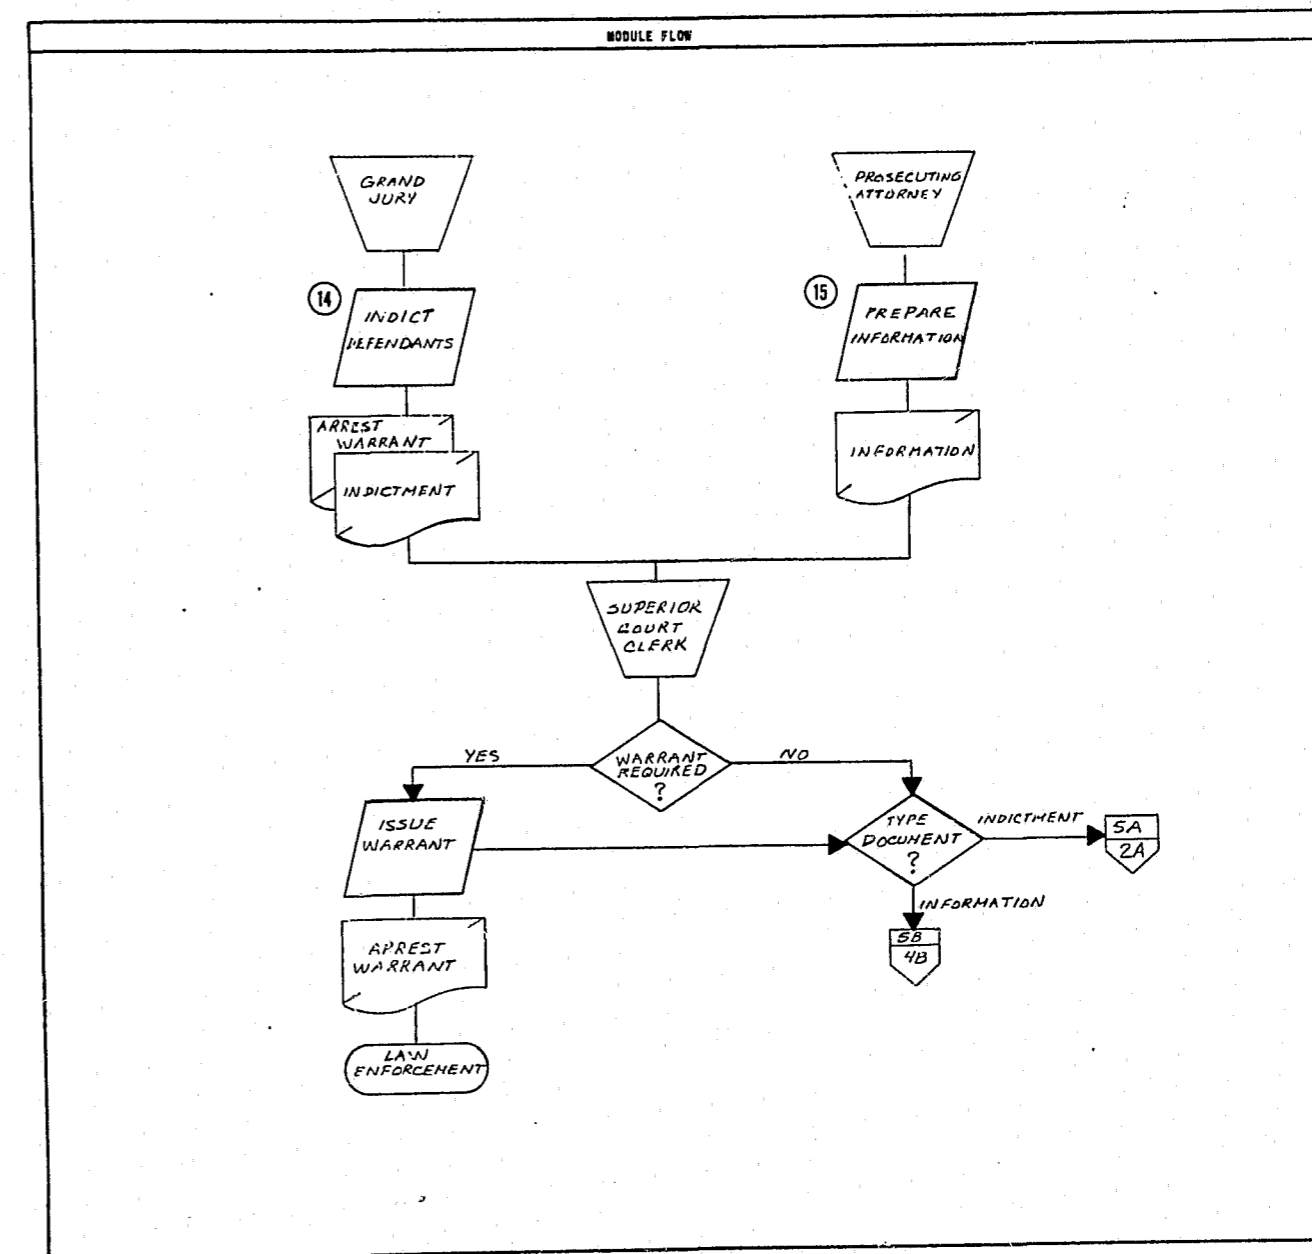 MODULE FLOW
GRAND
JURY
PROSECUTING
ATTORNEY
14
INDICT
DEFENDANTS
15
PREPARE
INFORMATION
ARREST
WARRANT
INDICTMENT
INFORMATION
SUPERIOR
COURT
CLERK
YES
WARRANT
REQUIRED
?
NO
ISSUE
WARRANT
TYPE
DOCUMENT
?
INDICTMENT
5A
2A
INFORMATION
5B
4B
ARREST
WARRANT
LAW
ENFORCEMENT